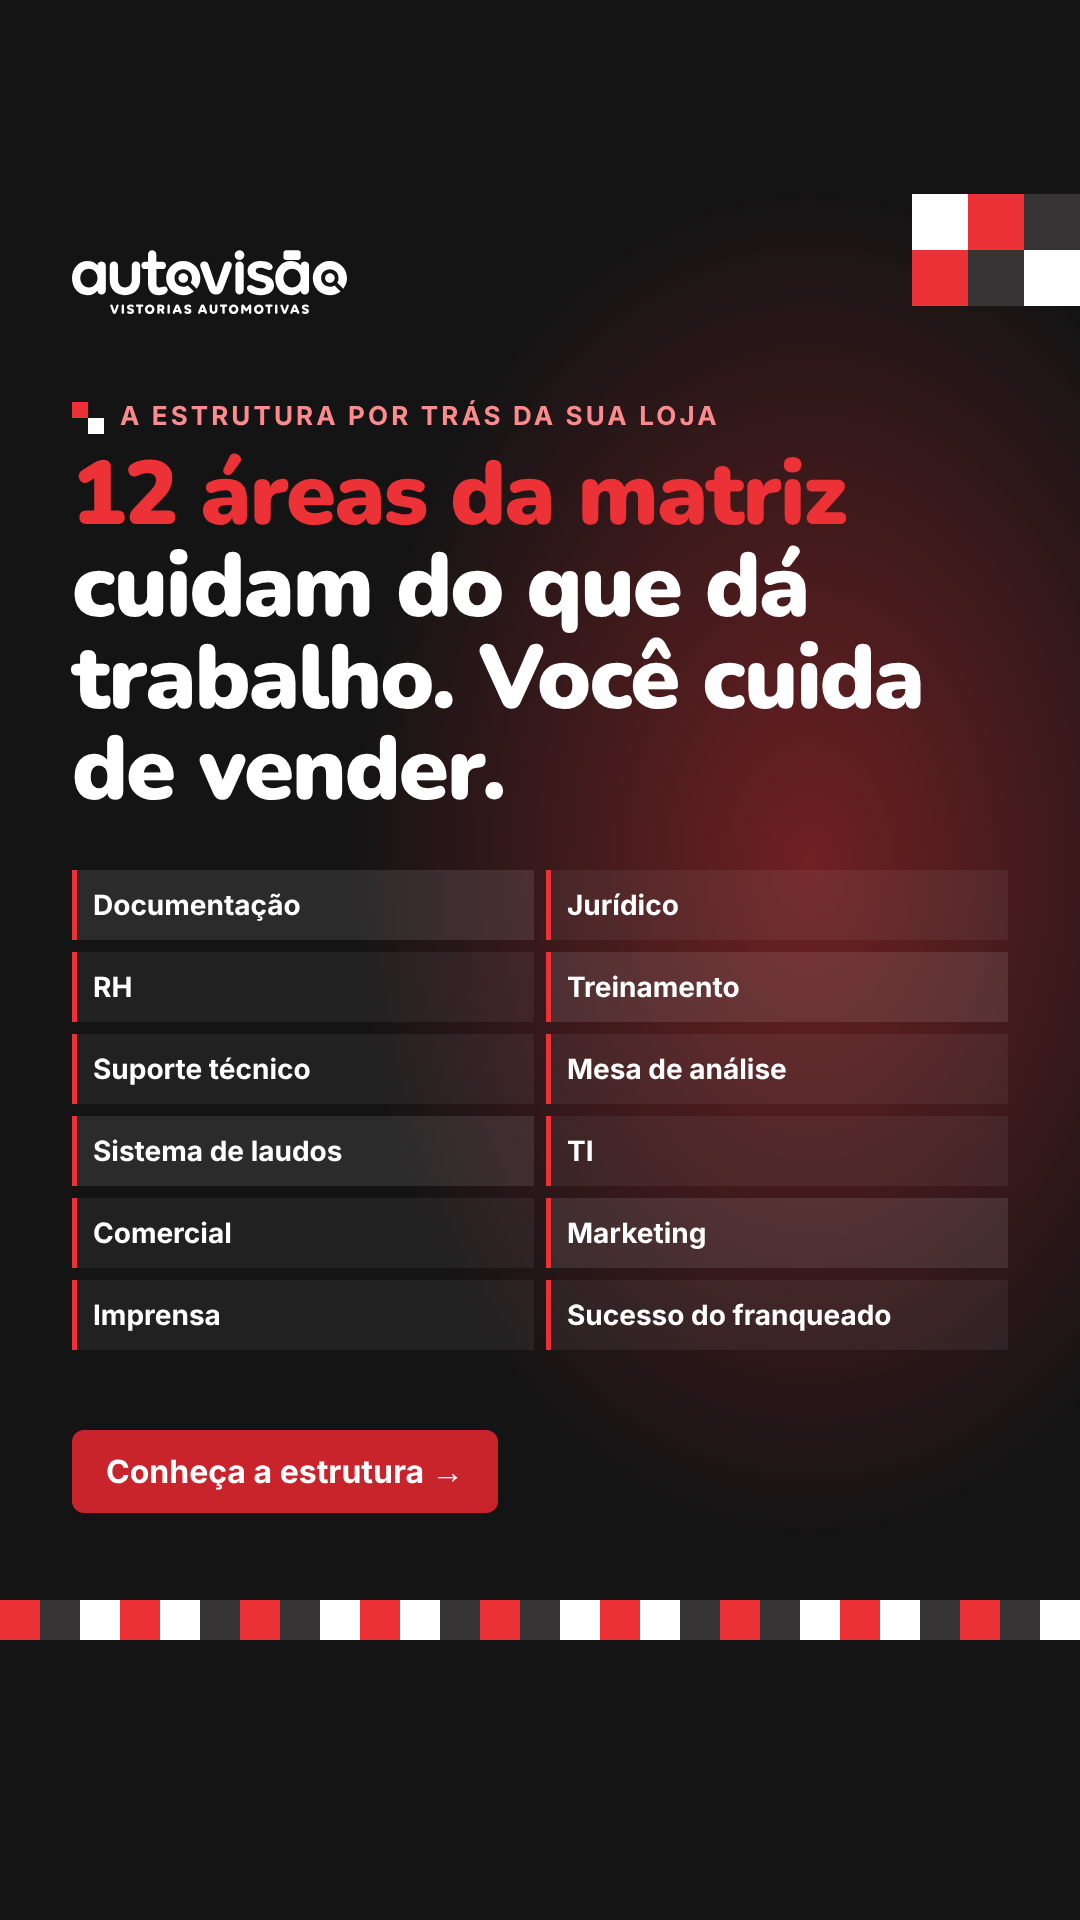 autovisão
VISTORIAS AUTOMOTIVAS
A ESTRUTURA POR TRÁS DA SUA LOJA
12 áreas da matriz
cuidam do que dá
trabalho. Você cuida
de vender.
Documentação
Jurídico
RH
Treinamento
Suporte técnico
Mesa de análise
Sistema de laudos
TI
Comercial
Marketing
Imprensa
Sucesso do franqueado
Conheça a estrutura →